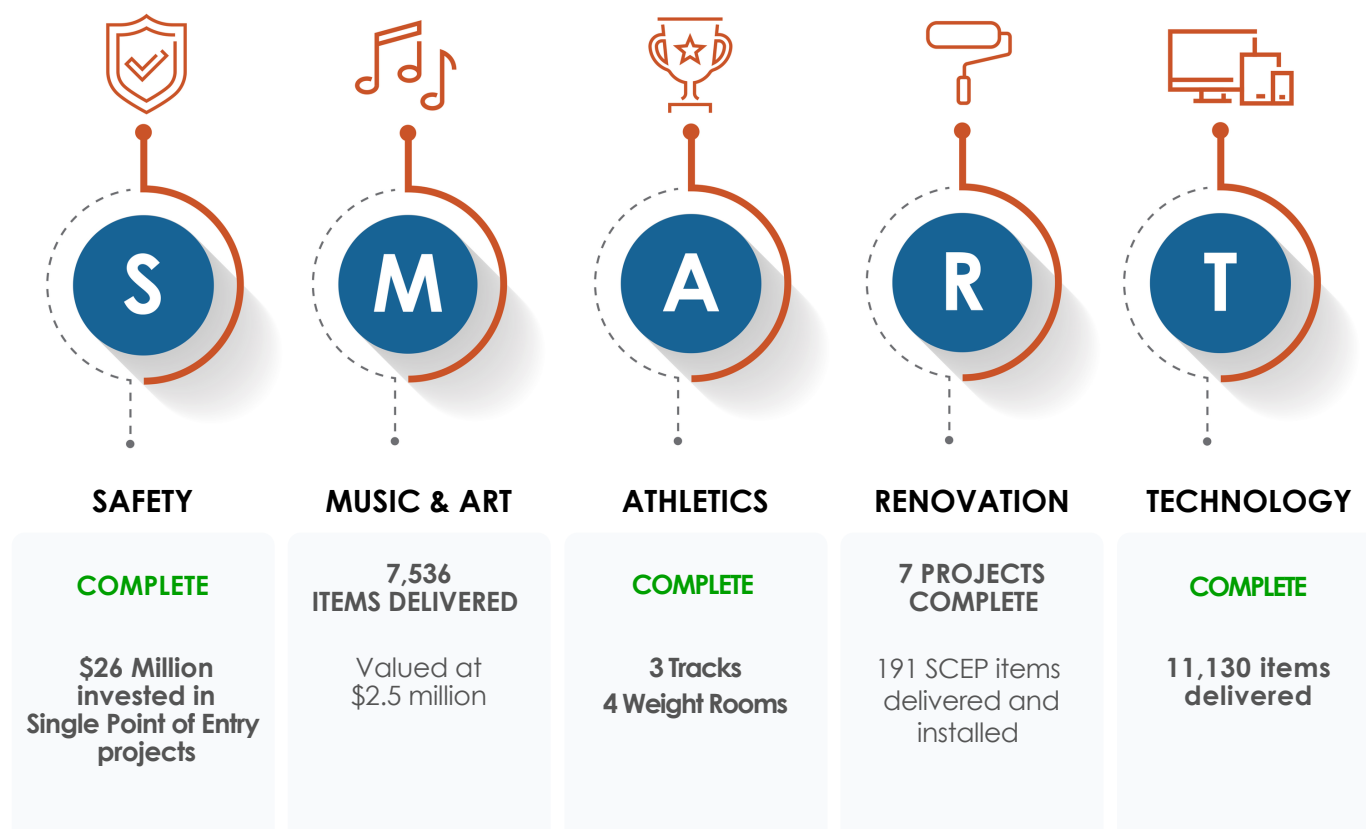 S
M
A
R
T
SAFETY
MUSIC & ART
ATHLETICS
RENOVATION
TECHNOLOGY
COMPLETE
$26 Million
invested in
Single Point of Entry
projects
7,536
ITEMS DELIVERED
Valued at
$2.5 million
COMPLETE
3 Tracks
4 Weight Rooms
7 PROJECTS
COMPLETE
191 SCEP items
delivered and
installed
COMPLETE
11,130 items
delivered